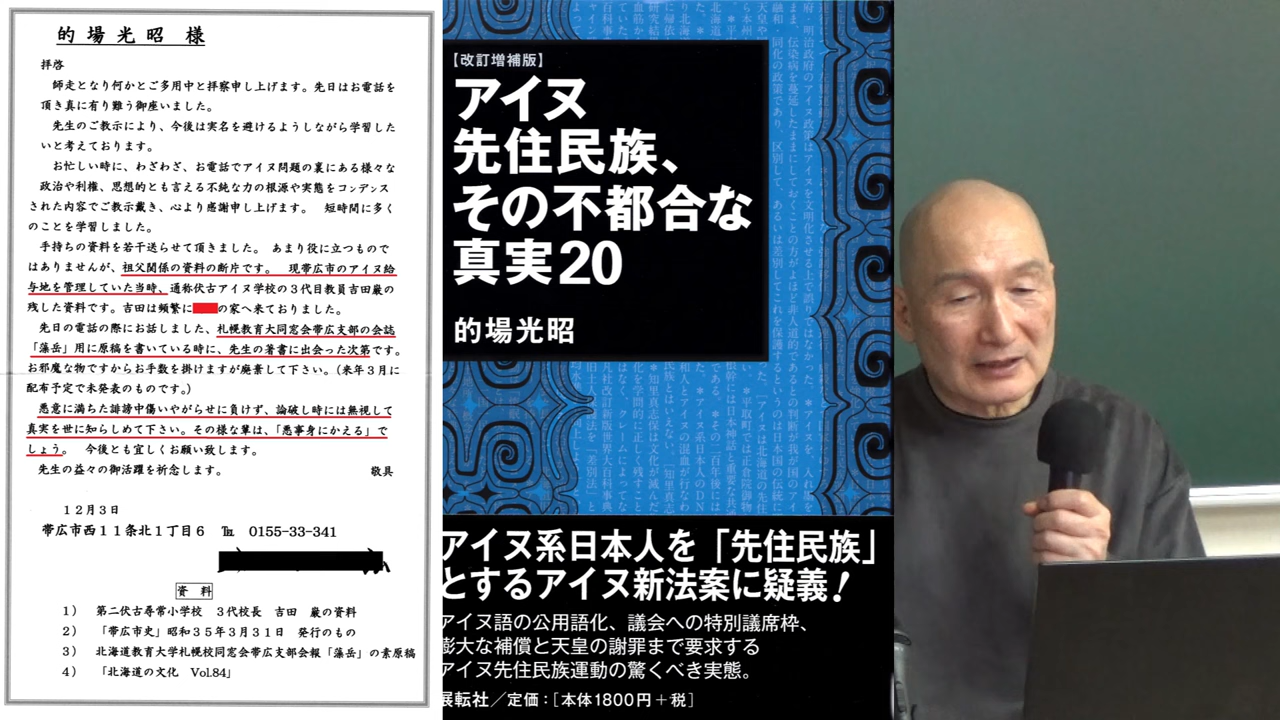 的場光昭　様
拝啓
師走となり何かとご多用中と拝察申し上げます。先日はお電話を
頂き真に有り難う御座いました。
先生のご教示により、今後は実名を避けるようしながら学習した
いと考えております。
お忙しい時に、わざわざ、お電話でアイヌ問題の裏にある様々な
政治や利権、思想的とも言える不純な力の根源や実態をコンデンス
された内容でご教示戴き、心より感謝申し上げます。　短時間に多く
のことを学習しました。
手持ちの資料を若干送らせて頂きました。　あまり役に立つもので
はありませんが、祖父関係の資料の断片です。　現帯広市のアイヌ給
与地を管理していた当時、通称伏古アイヌ学校の３代目教員吉田巌の
残した資料です。吉田は頻繁に
の家へ来ておりました。
先日の電話の際にお話しました、札幌教育大同窓会帯広支部の会誌
「藻岳」用に原稿を書いている時に、先生の著書に出会った次第です。
お邪魔な物ですからお手数を掛けますが廃棄して下さい。（来年３月に
配布予定で未発表のものです。）
悪意に満ちた誹謗中傷いやがらせに負けず、論破し時には無視して
真実を世に知らしめて下さい。その様な輩は、「悪事身にかえる」で
しょう。　今後とも宜しくお願い致します。
先生の益々の御活躍を祈念します。　敬具
１２月３日
帯広市西１１条北１丁目６　℡　0155-33-341
資　料
１）　第二伏古尋常小学校　３代校長　吉田　巌の資料
２）　「帯広市史」昭和３５年３月３１日　発行のもの
３）　北海道教育大学札幌校同窓会帯広支部会報「藻岳」の素原稿
４）　「北海道の文化　Vol.84」
【改訂増補版】
アイヌ
先住民族、
その不都合な
真実20
的場光昭
アイヌ系日本人を「先住民族」
とするアイヌ新法案に疑義！
アイヌ語の公用語化、議会への特別議席枠、
膨大な補償と天皇の謝罪まで要求する
アイヌ先住民族運動の驚くべき実態。
展転社／定価：［本体1800円＋税］